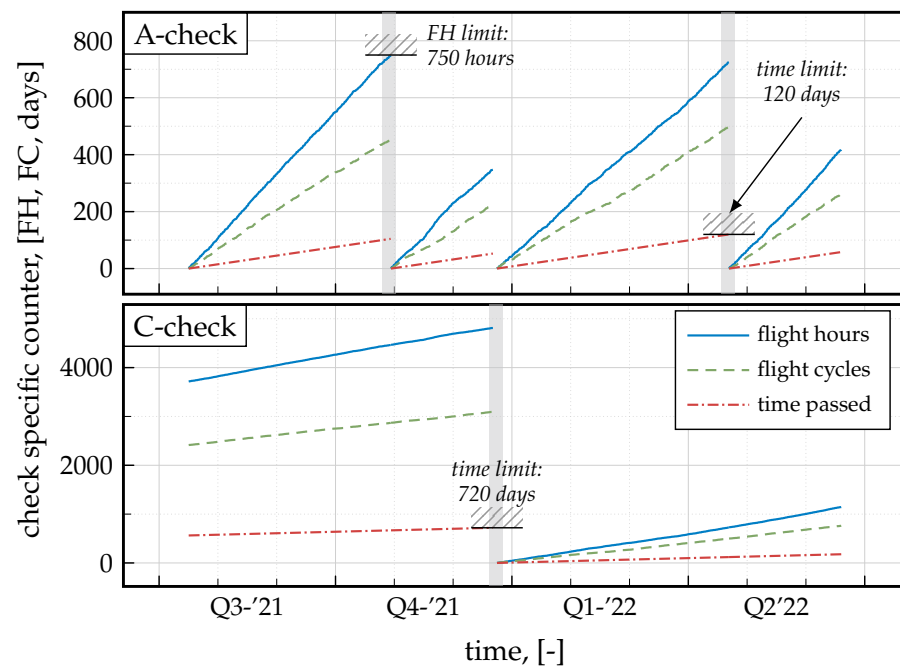 check specific counter, [FH, FC, days]
A-check
800
600
400
200
0
FH limit:
750 hours
time limit:
120 days
C-check
4000
2000
0
flight hours
flight cycles
time passed
time limit:
720 days
Q3-'21
Q4-'21
Q1-'22
Q2'22
time, [-]